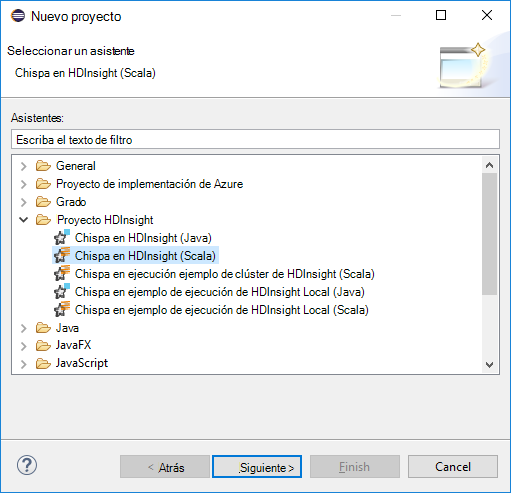 Nuevo proyecto
Seleccionar un asistente
Chispa en HDInsight (Scala)
Asistentes:
Escriba el texto de filtro
General
Proyecto de implementación de Azure
Grado
Proyecto HDInsight
Chispa en HDInsight (Java)
Chispa en HDInsight (Scala)
Chispa en ejecución ejemplo de clúster de HDInsight (Scala)
Chispa en ejemplo de ejecución de HDInsight Local (Java)
Chispa en ejemplo de ejecución de HDInsight Local (Scala)
Java
JavaFX
JavaScript
? < Atrás Siguiente > Finish Cancel